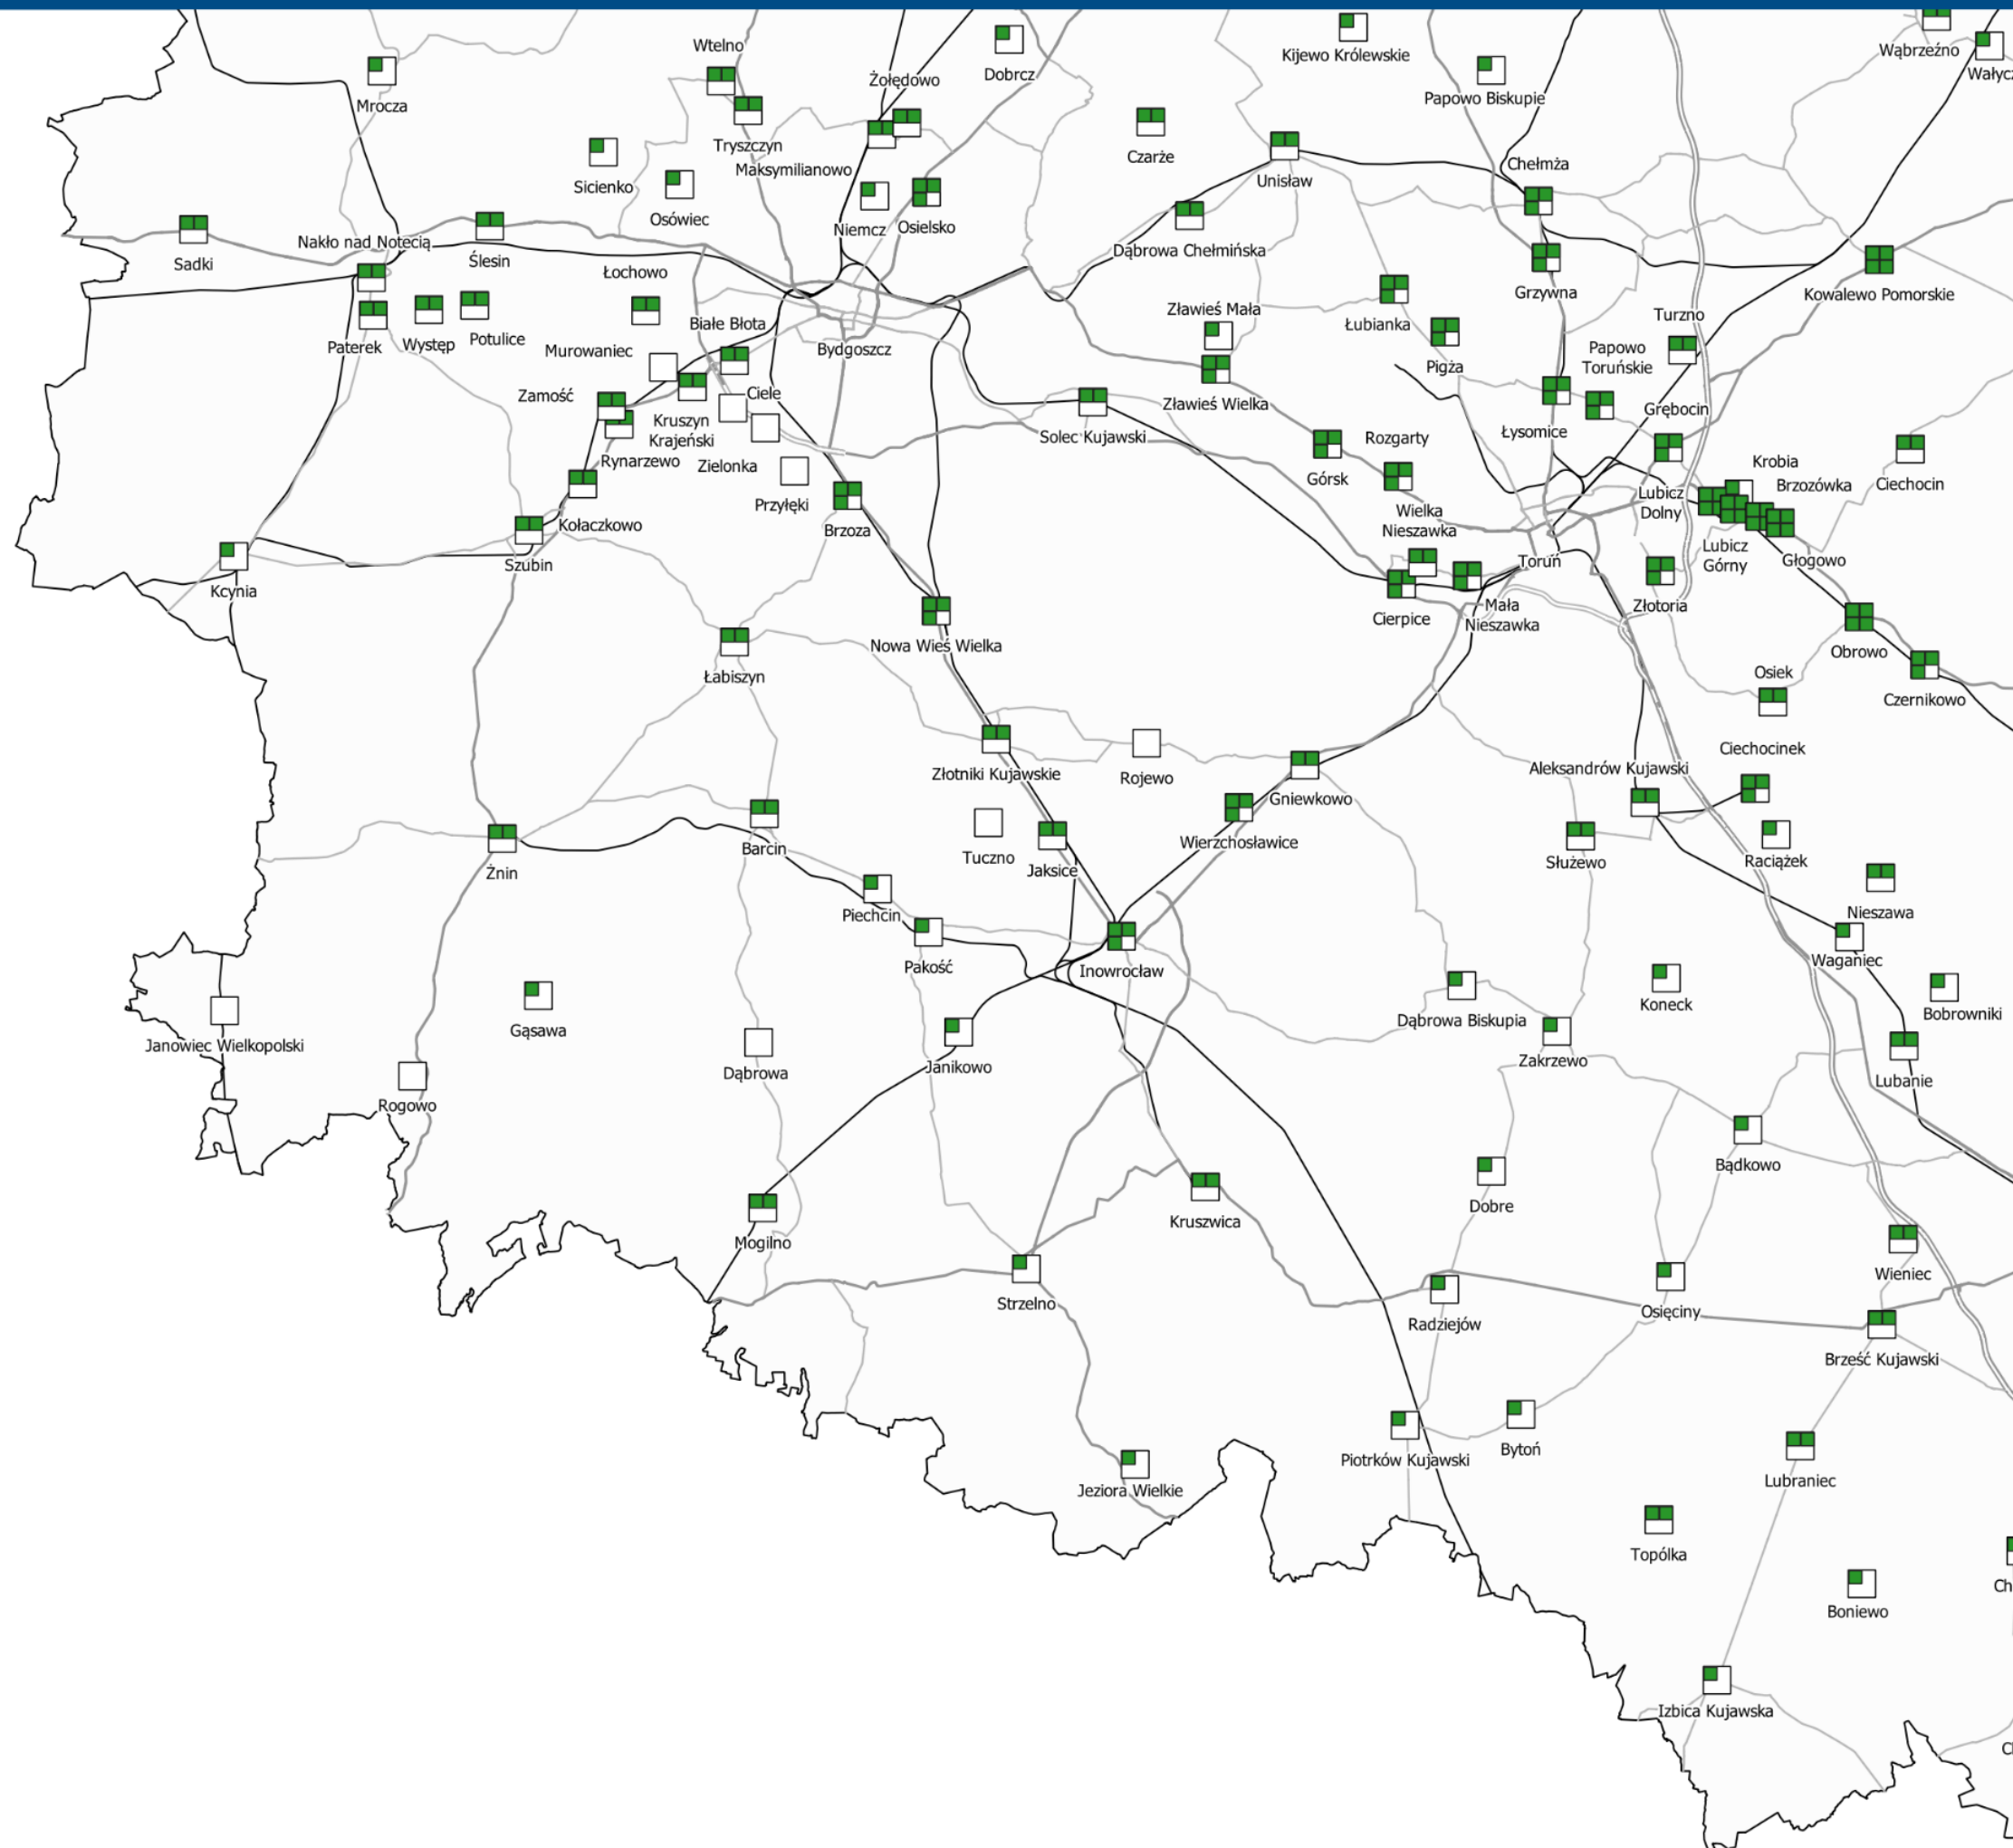 Wtelno
Kijewo Królewskie
Wąbrzeźno
Dobrcz
Wałycz
Żołędowo
Papowo Biskupie
Mrocza
Tryszczyn
Czarże
Maksymilianowo
Chełmża
Sicienko
Unisław
Osówiec
Niemcz
Osielsko
Nakło nad Notecią
Dąbrowa Chełmińska
Ślesin
Sadki
Łochowo
Grzywna
Kowalewo Pomorskie
Zławieś Mała
Turzno
Białe Błota
Łubianka
Potulice
Występ
Paterek
Murowaniec
Bydgoszcz
Papowo
Toruńskie
Pigża
Zamość
Ciele
Zławieś Wielka
Grębocin
Kruszyn
Krajeński
Solec Kujawski
Rozgarty
Łysomice
Rynarzewo
Zielonka
Krobia
Górsk
Ciechocin
Brzozówka
Lubicz
Dolny
Przyłęki
Wielka
Nieszawka
Kołaczkowo
Brzoza
Lubicz
Górny
Głogowo
Szubin
Toruń
Kcynia
Mała
Nieszawka
Złotoria
Cierpice
Nowa Wieś Wielka
Obrowo
Łabiszyn
Osiek
Czernikowo
Ciechocinek
Złotniki Kujawskie
Rojewo
Aleksandrów Kujawski
Gniewkowo
Barcin
Tuczno
Jaksice
Wierzchosławice
Służewo
Raciążek
Żnin
Piechcin
Nieszawa
Pakość
Inowrocław
Waganiec
Koneck
Bobrowniki
Gąsawa
Dąbrowa Biskupia
Janowiec Wielkopolski
Dąbrowa
Janikowo
Zakrzewo
Lubanie
Rogowo
Bądkowo
Dobre
Kruszwica
Mogilno
Wieniec
Strzelno
Osięciny
Radziejów
Brześć Kujawski
Bytoń
Piotrków Kujawski
Jeziora Wielkie
Lubraniec
Topólka
Ch
Boniewo
Izbica Kujawska